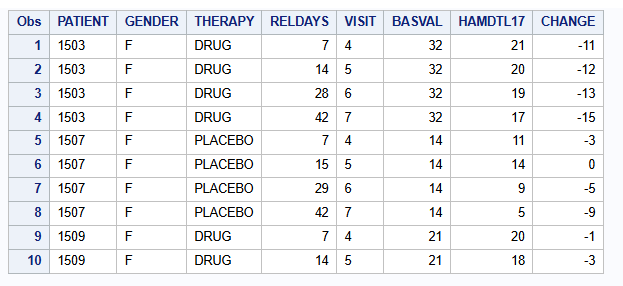 Obs PATIENT GENDER THERAPY RELDAYS VISIT BASVAL HAMDTL17 CHANGE
1 1503 F DRUG 7 4 32 21 -11
2 1503 F DRUG 14 5 32 20 -12
3 1503 F DRUG 28 6 32 19 -13
4 1503 F DRUG 42 7 32 17 -15
5 1507 F PLACEBO 7 4 14 11 -3
6 1507 F PLACEBO 15 5 14 14 0
7 1507 F PLACEBO 29 6 14 9 -5
8 1507 F PLACEBO 42 7 14 5 -9
9 1509 F DRUG 7 4 21 20 -1
10 1509 F DRUG 14 5 21 18 -3